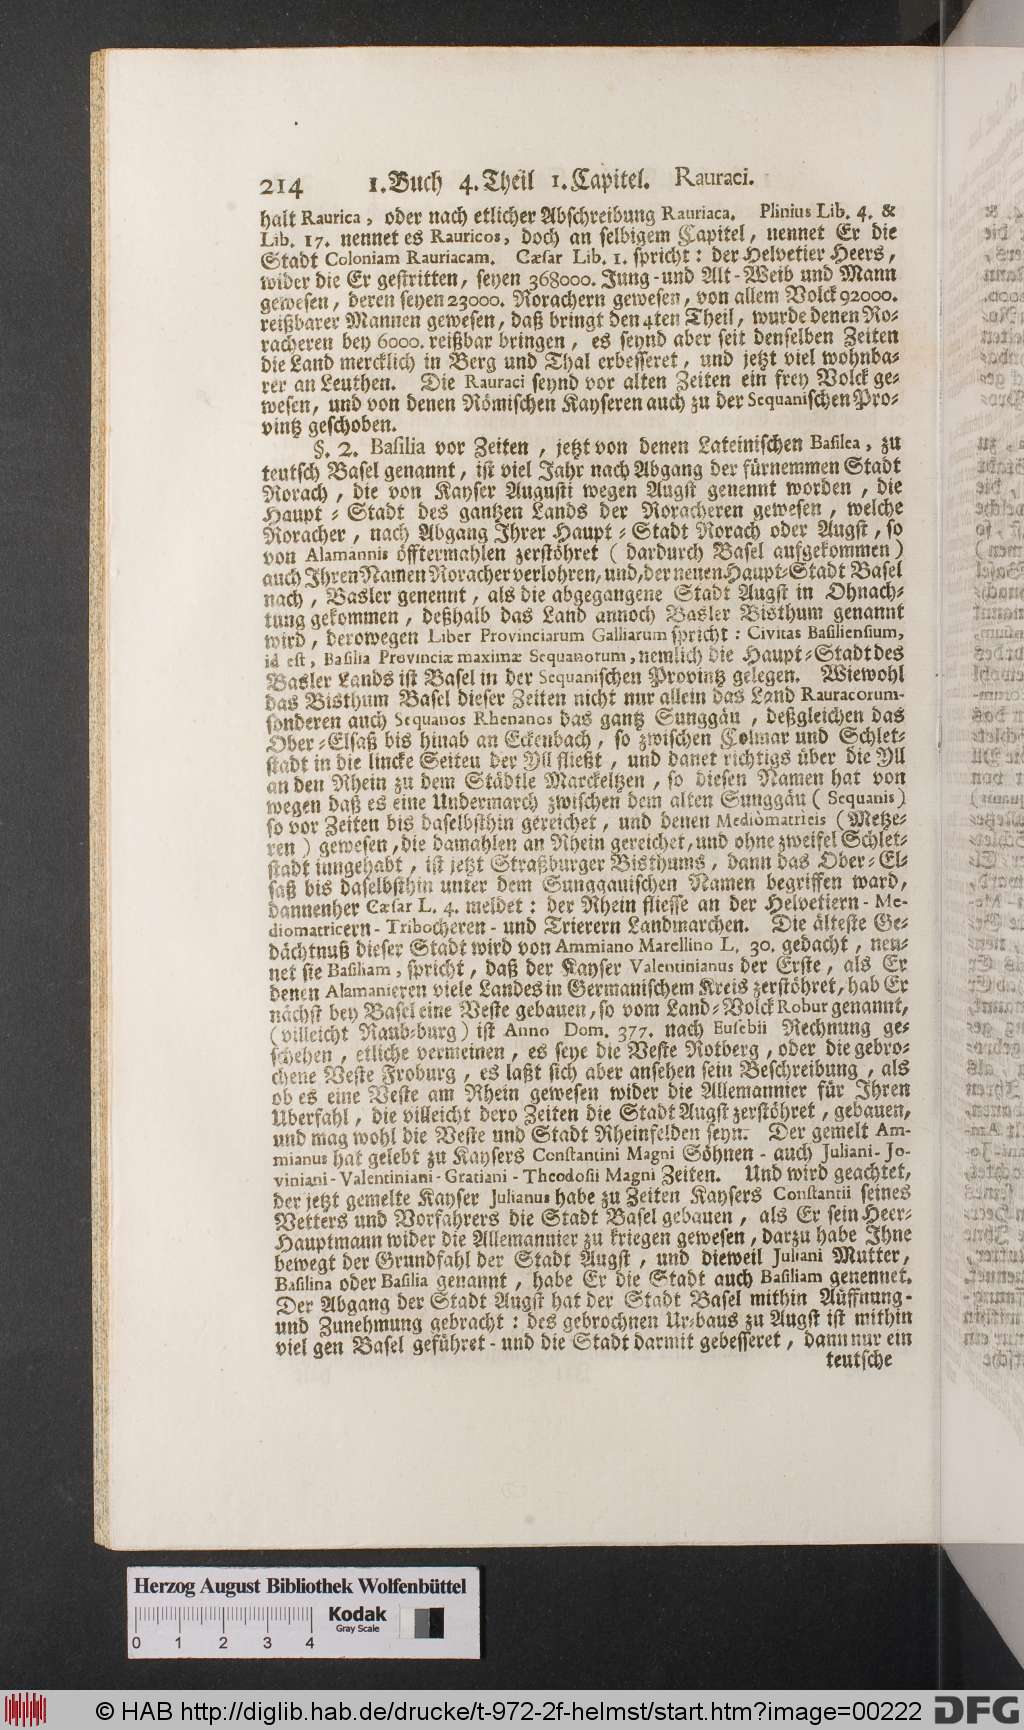 214 1. Buch 4. Theil 1. Capitel. Rauraci.
halt Raurica, oder nach etlicher Abschreibung Rauriaca. Plinius Lib. 4. &
Lib. 17. nennet es Rauricos, doch an selbigem Capitel, nennet Er die
Stadt Coloniam Rauriacam. Cæsar Lib. 1. spricht: der Helvetier Heers,
wider die Er gestritten, seyen 368000. Jung-und Alt-Weib und Mann
gewesen, deren seyen 23000. Rorachern gewesen, von allem Volck 92000.
reißbarer Mannen gewesen, daß bringt den 4ten Theil, wurde denen Ro-
racheren bey 6000. reißbar bringen, es seynd aber seit denselben Zeiten
die Land mercklich in Berg und Thal erbesseret, und jetzt viel wohnba-
rer an Leuthen. Die Rauraci seynd vor alten Zeiten ein frey Volck ge-
wesen, und von denen Römischen Kayseren auch zu der Sequanischen Pro-
vintz geschoben.
§. 2. Basilia vor Zeiten, jetzt von denen Lateinischen Basilea, zu
teutsch Basel genannt, ist viel Jahr nach Abgang der fürnemmen Stadt
Rorach, die von Kayser Augusti wegen Augst genennt worden, die
Haupt-Stadt des gantzen Lands der Roracheren gewesen, welche
Roracher, nach Abgang Ihrer Haupt-Stadt Rorach oder Augst, so
von Alamannis öfftermahlen zerstöhret (dardurch Basel aufgekommen)
auch Ihren Namen Roracher verlohren, und, der neuen Haupt-Stadt Basel
nach, Basler genennt, als die abgegangene Stadt Augst in Ohnach-
tung gekommen, deßhalb das Land annoch Basler Bisthum genannt
wird, derowegen Liber Provinciarum Galliarum spricht: Civitas Basiliensium,
id est, Basilia Provinciæ maximæ Sequanorum, nemlich die Haupt-Stadt des
Basler Lands ist Basel in der Sequanischen Provintz gelegen. Wiewohl
das Bisthum Basel dieser Zeiten nicht nur allein das Land Rauracorum-
sonderen auch Sequanos Rhenanos das gantz Sunggäu, deßgleichen das
Ober-Elsaß bis hinab an Eckenbach, so zwischen Colmar und Schlet-
stadt in die lincke Seiten der Yll fließt, und danet richtigs über die Yll
an den Rhein zu dem Städtle Marckeltzen, so diesen Namen hat von
wegen daß es eine Undermarch zwischen dem alten Sunggäu (Sequanis)
so vor Zeiten bis daselbsthin gereichet, und denen Mediomatricis (Metze-
ren) gewesen, die damahlen an Rhein gereichet, und ohne zweifel Schlet-
stadt inngehabt, ist jetzt Straßburger Bisthums, dann das Ober-El-
saß bis daselbsthin unter dem Sunggauischen Namen begriffen ward,
dannenher Cæsar L. 4. meldet: der Rhein fliesse an der Helvetiern-Me-
diomatricern-Tribocheren-und Trierern Landmarchen. Die älteste Ge-
dächtnuß dieser Stadt wird von Ammiano Marellino L. 30. gedacht, nen-
net sie Basiliam, spricht, daß der Kayser Valentinianus der Erste, als Er
denen Alamanieren viele Landes in Germanischem Kreis zerstöhret, hab Er
nächst bey Basel eine Veste gebauen, so vom Land-Volck Robur genannt,
(villeicht Raub-burg) ist Anno Dom. 377. nach Eusebii Rechnung ge-
schehen, etliche vermeinen, es seye die Veste Rotberg, oder die gebro-
chene Veste Froburg, es laßt sich aber ansehen sein Beschreibung, als
ob es eine Veste am Rhein gewesen wider die Allemannier für Ihren
Uberfahl, die villeicht dero Zeiten die Stadt Augst zerstöhret, gebauen,
und mag wohl die Veste und Stadt Rheinfelden seyn. Der gemelt Am-
mianus hat gelebt zu Kaysers Constantini Magni Söhnen-auch Juliani-Jo-
viniani-Valentiniani-Gratiani-Theodosii Magni Zeiten. Und wird geachtet,
der jetzt gemelte Kayser Julianus habe zu Zeiten Kaysers Constantii seines
Vetters und Vorfahrers die Stadt Basel gebauen, als Er sein Heer-
Hauptmann wider die Allemannier zu kriegen gewesen, darzu habe Ihne
bewegt der Grundfahl der Stadt Augst, und dieweil Juliani Mutter,
Basilina oder Basilia genannt, habe Er die Stadt auch Basiliam genennet.
Der Abgang der Stadt Augst hat der Stadt Basel mithin Auffnung-
und Zunehmung gebracht: des gebrochnen Ur-baus zu Augst ist mithin
viel gen Basel geführet-und die Stadt darmit gebesseret, dann nur ein
teutsche
Herzog August Bibliothek Wolfenbüttel
Kodak
Gray Scale
0 1 2 3 4
© HAB http://diglib.hab.de/drucke/t-972-2f-helmst/start.htm?image=00222 DFG